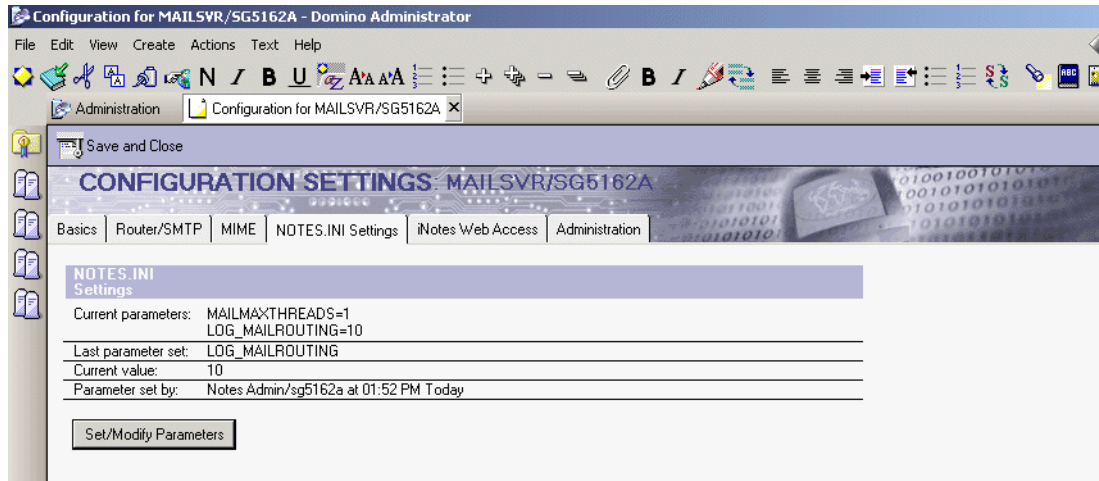 Configuration for MAILSVR/SG5162A - Domino Administrator
File Edit View Create Actions Text Help
Administration Configuration for MAILSVR/SG5162A
Save and Close
CONFIGURATION SETTINGS: MAILSVR/SG5162A
Basics Router/SMTP MIME NOTES.INI Settings iNotes Web Access Administration
NOTES.INI
Settings
Current parameters: MAILMAXTHREADS=1
LOG_MAILROUTING=10
Last parameter set: LOG_MAILROUTING
Current value: 10
Parameter set by: Notes Admin/sg5162a at 01:52 PM Today
Set/Modify Parameters